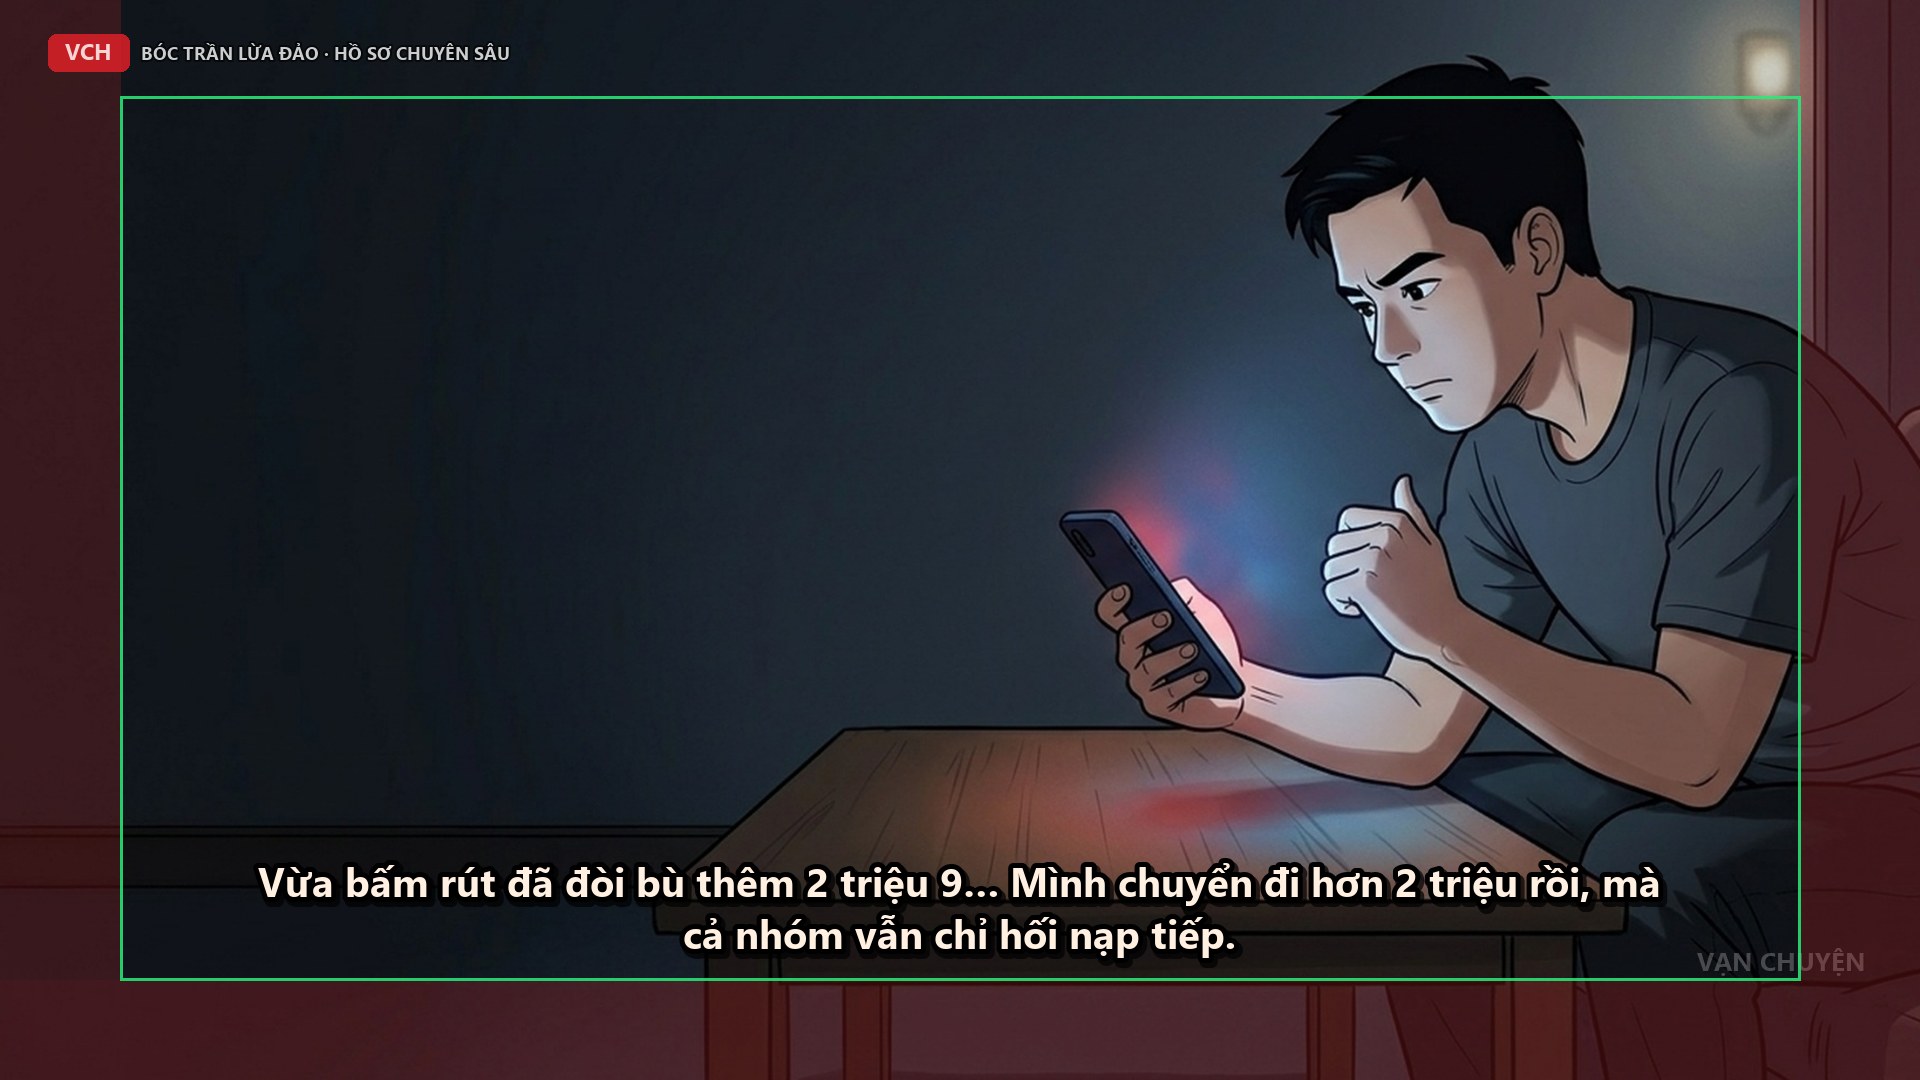 VCH BÓC TRẦN LỪA ĐẢO · HỒ SƠ CHUYÊN SÂU
Vừa bấm rút đã đòi bù thêm 2 triệu 9... Mình chuyển đi hơn 2 triệu rồi, mà
cả nhóm vẫn chỉ hối nạp tiếp.
VẠN CHUYỆN